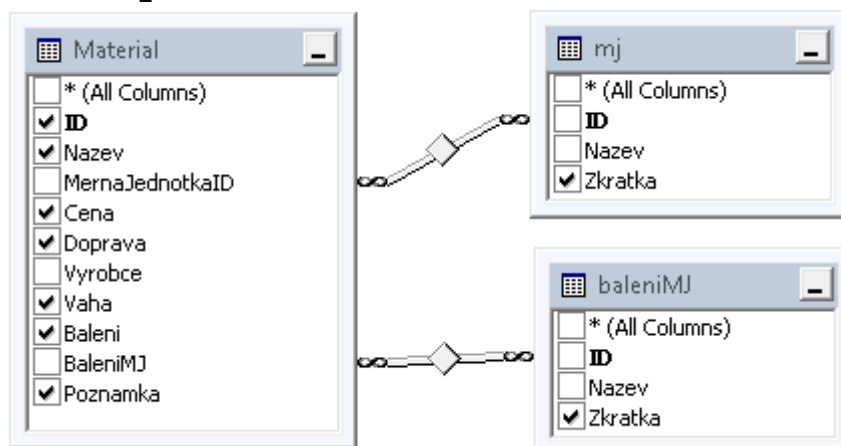 Material
* (All Columns)
ID
Nazev
MernaJednotkaID
Cena
Doprava
Vyrobce
Vaha
Baleni
BaleniMJ
Poznamka
mj
* (All Columns)
ID
Nazev
Zkratka
baleniMJ
* (All Columns)
ID
Nazev
Zkratka